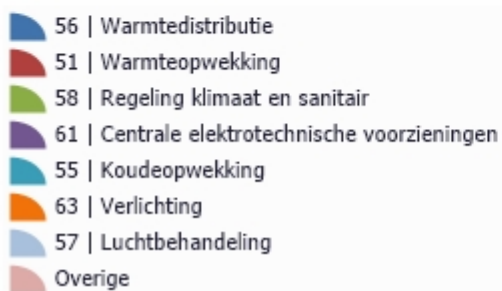 56 | Warmtedistributie
51 | Warmteopwekking
58 | Regeling klimaat en sanitair
61 | Centrale elektrotechnische voorzieningen
55 | Koudeopwekking
63 | Verlichting
57 | Luchtbehandeling
Overige